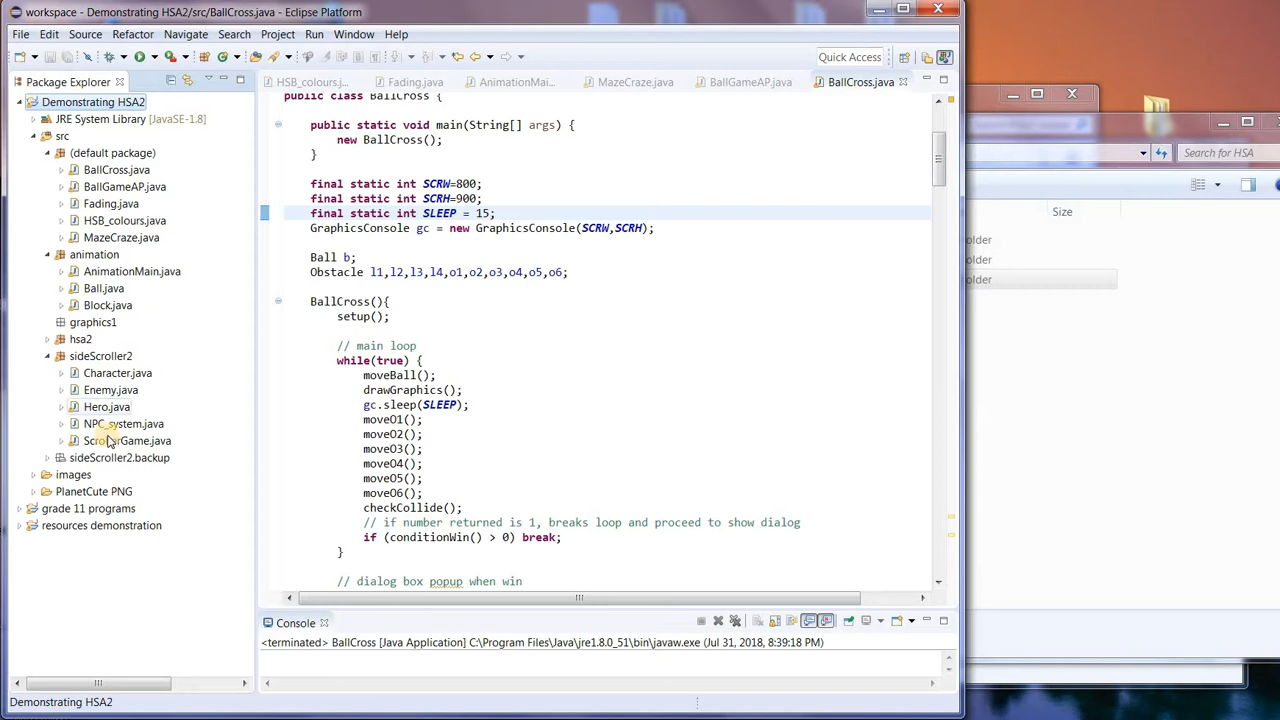 workspace - Demonstrating HSA2/src/BallCross.java - Eclipse Platform
File Edit Source Refactor Navigate Search Project Run Window Help
Quick Access
Package Explorer
HSB_colours.j... Fading.java AnimationMai... MazeCraze.java BallGameAP.java BallCross.java
Demonstrating HSA2
JRE System Library [JavaSE-1.8]
src
(default package)
BallCross.java
BallGameAP.java
Fading.java
HSB_colours.java
MazeCraze.java
animation
AnimationMain.java
Ball.java
Block.java
graphics1
hsa2
sideScroller2
Character.java
Enemy.java
Hero.java
NPC_system.java
ScrollerGame.java
sideScroller2.backup
images
PlanetCute PNG
grade 11 programs
resources demonstration
public class BallCross {
public static void main(String[] args) {
new BallCross();
}
final static int SCRW=800;
final static int SCRH=900;
final static int SLEEP = 15;
GraphicsConsole gc = new GraphicsConsole(SCRW,SCRH);
Ball b;
Obstacle l1,l2,l3,l4,o1,o2,o3,o4,o5,o6;
BallCross(){
setup();
// main loop
while(true) {
moveBall();
drawGraphics();
gc.sleep(SLEEP);
moveO1();
moveO2();
moveO3();
moveO4();
moveO5();
moveO6();
checkCollide();
// if number returned is 1, breaks loop and proceed to show dialog
if (conditionWin() > 0) break;
}
// dialog box popup when win
Console
<terminated> BallCross [Java Application] C:\Program Files\Java\jre1.8.0_51\bin\javaw.exe (Jul 31, 2018, 8:39:18 PM)
Demonstrating HSA2
Search for HSA
Size
older
older
older